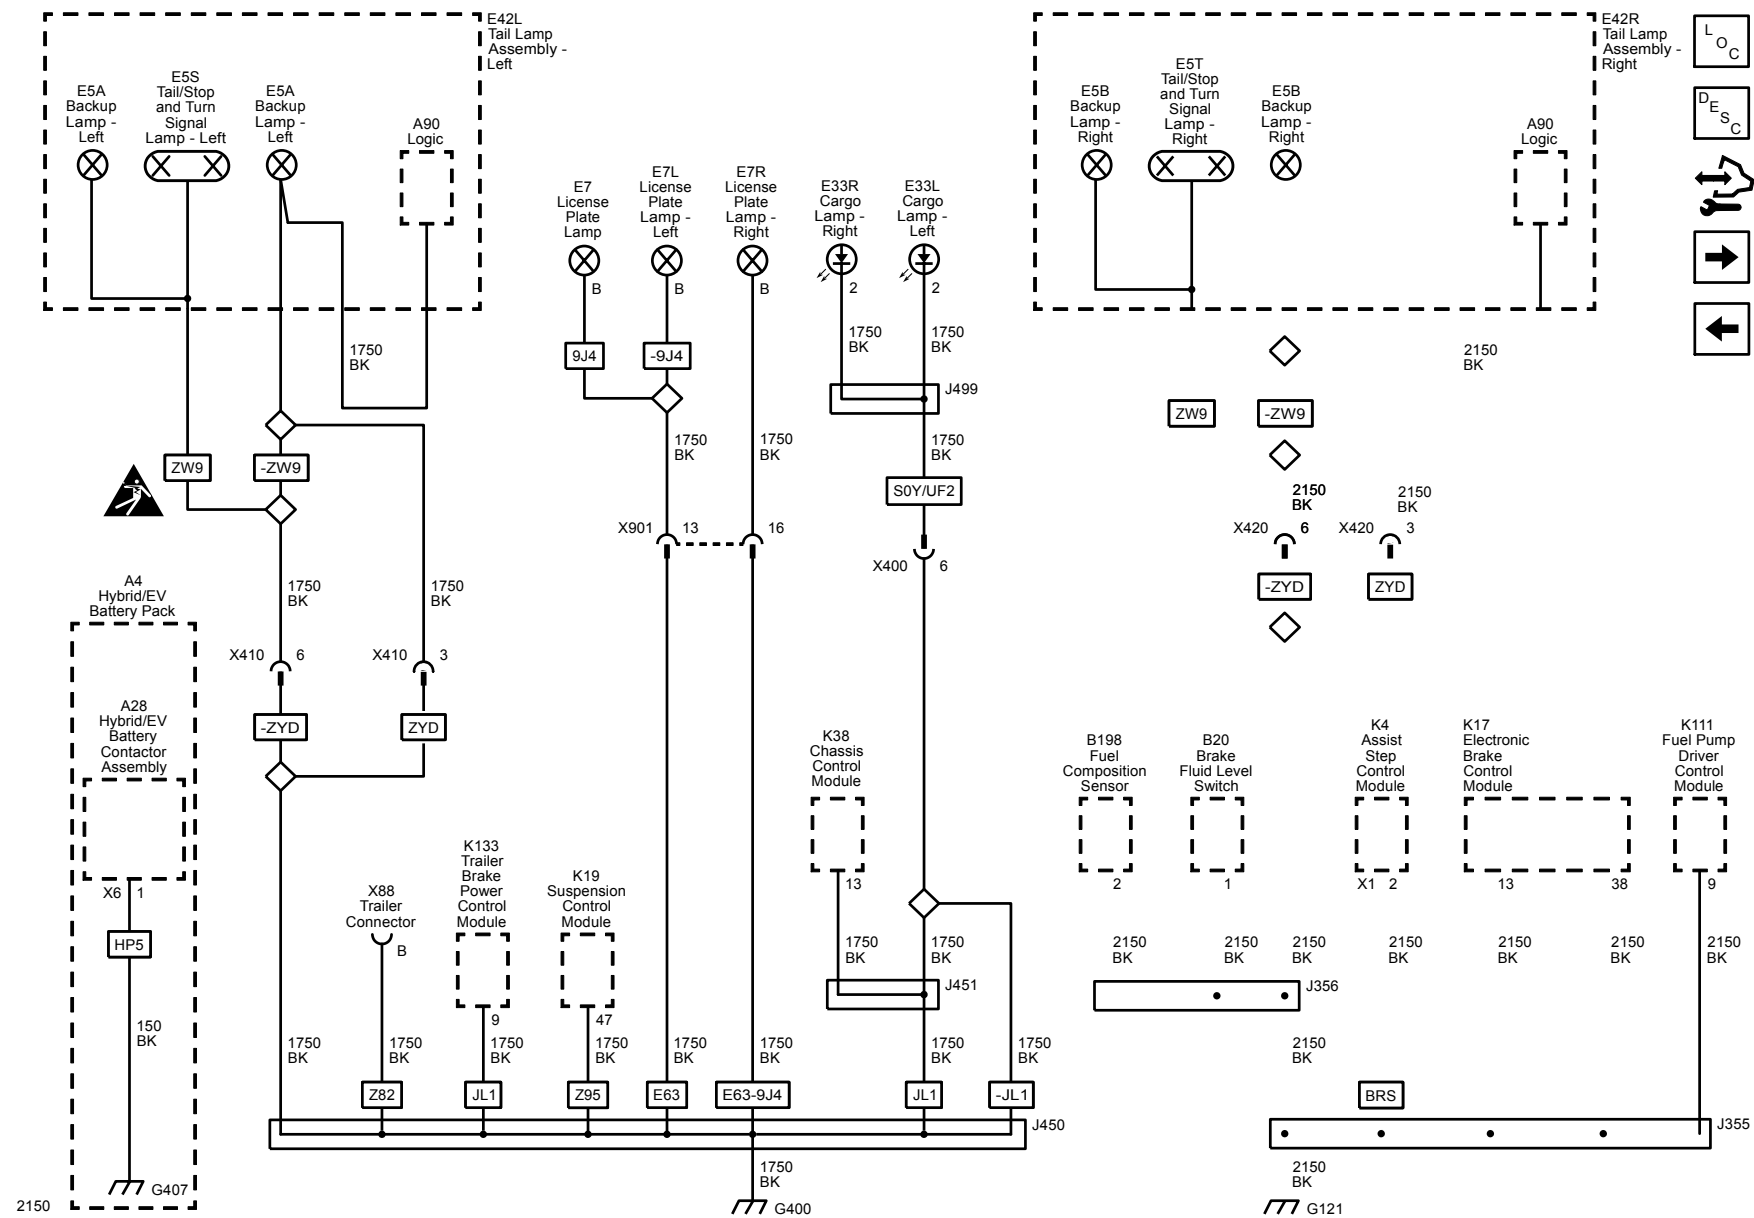 E42L
Tail Lamp
Assembly -
Left
E5A
Backup
Lamp -
Left
E5S
Tail/Stop
and Turn
Signal
Lamp - Left
E5A
Backup
Lamp -
Left
A90
Logic
1750
BK
ZW9
-ZW9
1750
BK
1750
BK
X410
6
X410
3
-ZYD
ZYD
A4
Hybrid/EV
Battery Pack
A28
Hybrid/EV
Battery
Contactor
Assembly
X6
1
HP5
150
BK
G407
2150
E7
License
Plate
Lamp
B
E7L
License
Plate
Lamp -
Left
B
E7R
License
Plate
Lamp -
Right
B
E33R
Cargo
Lamp -
Right
2
E33L
Cargo
Lamp -
Left
2
9J4
-9J4
1750
BK
1750
BK
J499
1750
BK
1750
BK
1750
BK
S0Y/UF2
X901
13
16
X400
6
X88
Trailer
Connector
B
K133
Trailer
Brake
Power
Control
Module
9
K19
Suspension
Control
Module
47
K38
Chassis
Control
Module
13
1750
BK
1750
BK
J451
1750
BK
1750
BK
1750
BK
1750
BK
1750
BK
1750
BK
1750
BK
1750
BK
Z82
JL1
Z95
E63
E63-9J4
JL1
-JL1
J450
1750
BK
G400
E42R
Tail Lamp
Assembly -
Right
E5B
Backup
Lamp -
Right
E5T
Tail/Stop
and Turn
Signal
Lamp -
Right
E5B
Backup
Lamp -
Right
A90
Logic
2150
BK
ZW9
-ZW9
2150
BK
2150
BK
X420
6
X420
3
-ZYD
ZYD
B198
Fuel
Composition
Sensor
2
B20
Brake
Fluid Level
Switch
1
K4
Assist
Step
Control
Module
X1
2
K17
Electronic
Brake
Control
Module
13
38
K111
Fuel Pump
Driver
Control
Module
9
2150
BK
2150
BK
2150
BK
2150
BK
2150
BK
2150
BK
2150
BK
J356
2150
BK
BRS
J355
2150
BK
G121
LOC
DESC